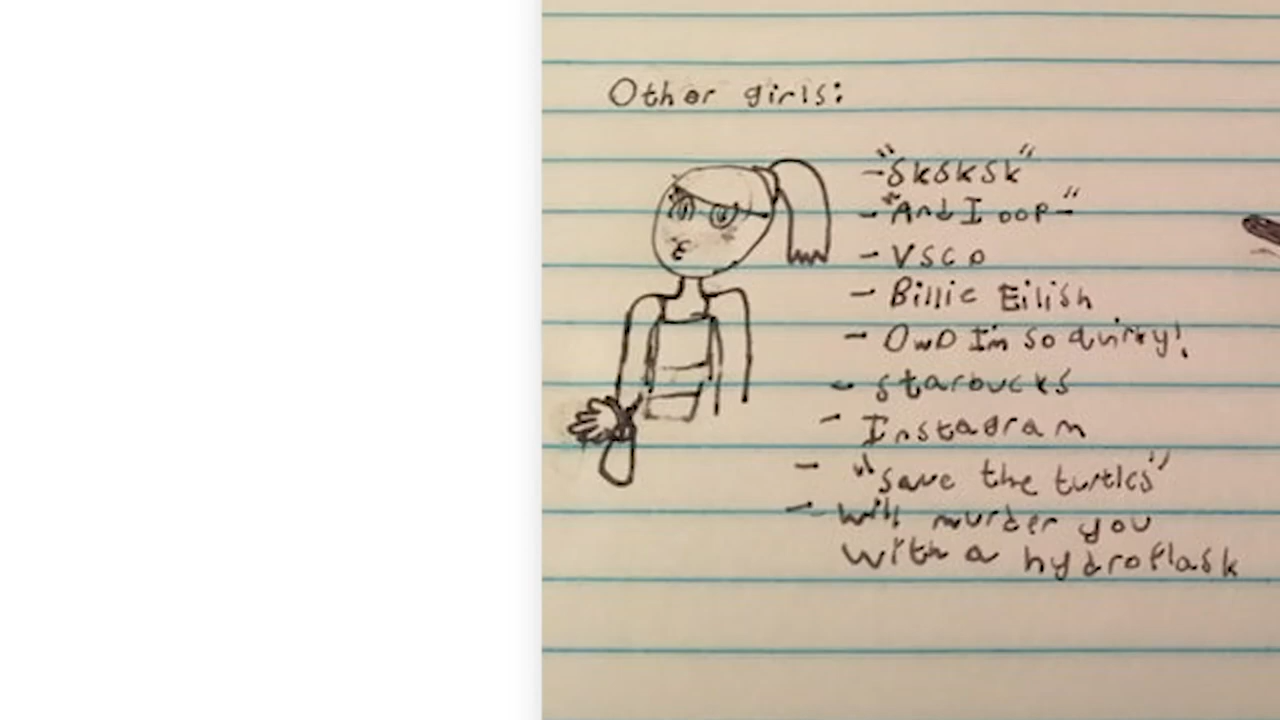 Other girls:
- "sksksk"
- "And I oop-"
- VSCO
- Billie Eilish
- OwO I'm so quirky!
- starbucks
- Instagram
- "save the turtles"
- will murder you
with a hydroflask